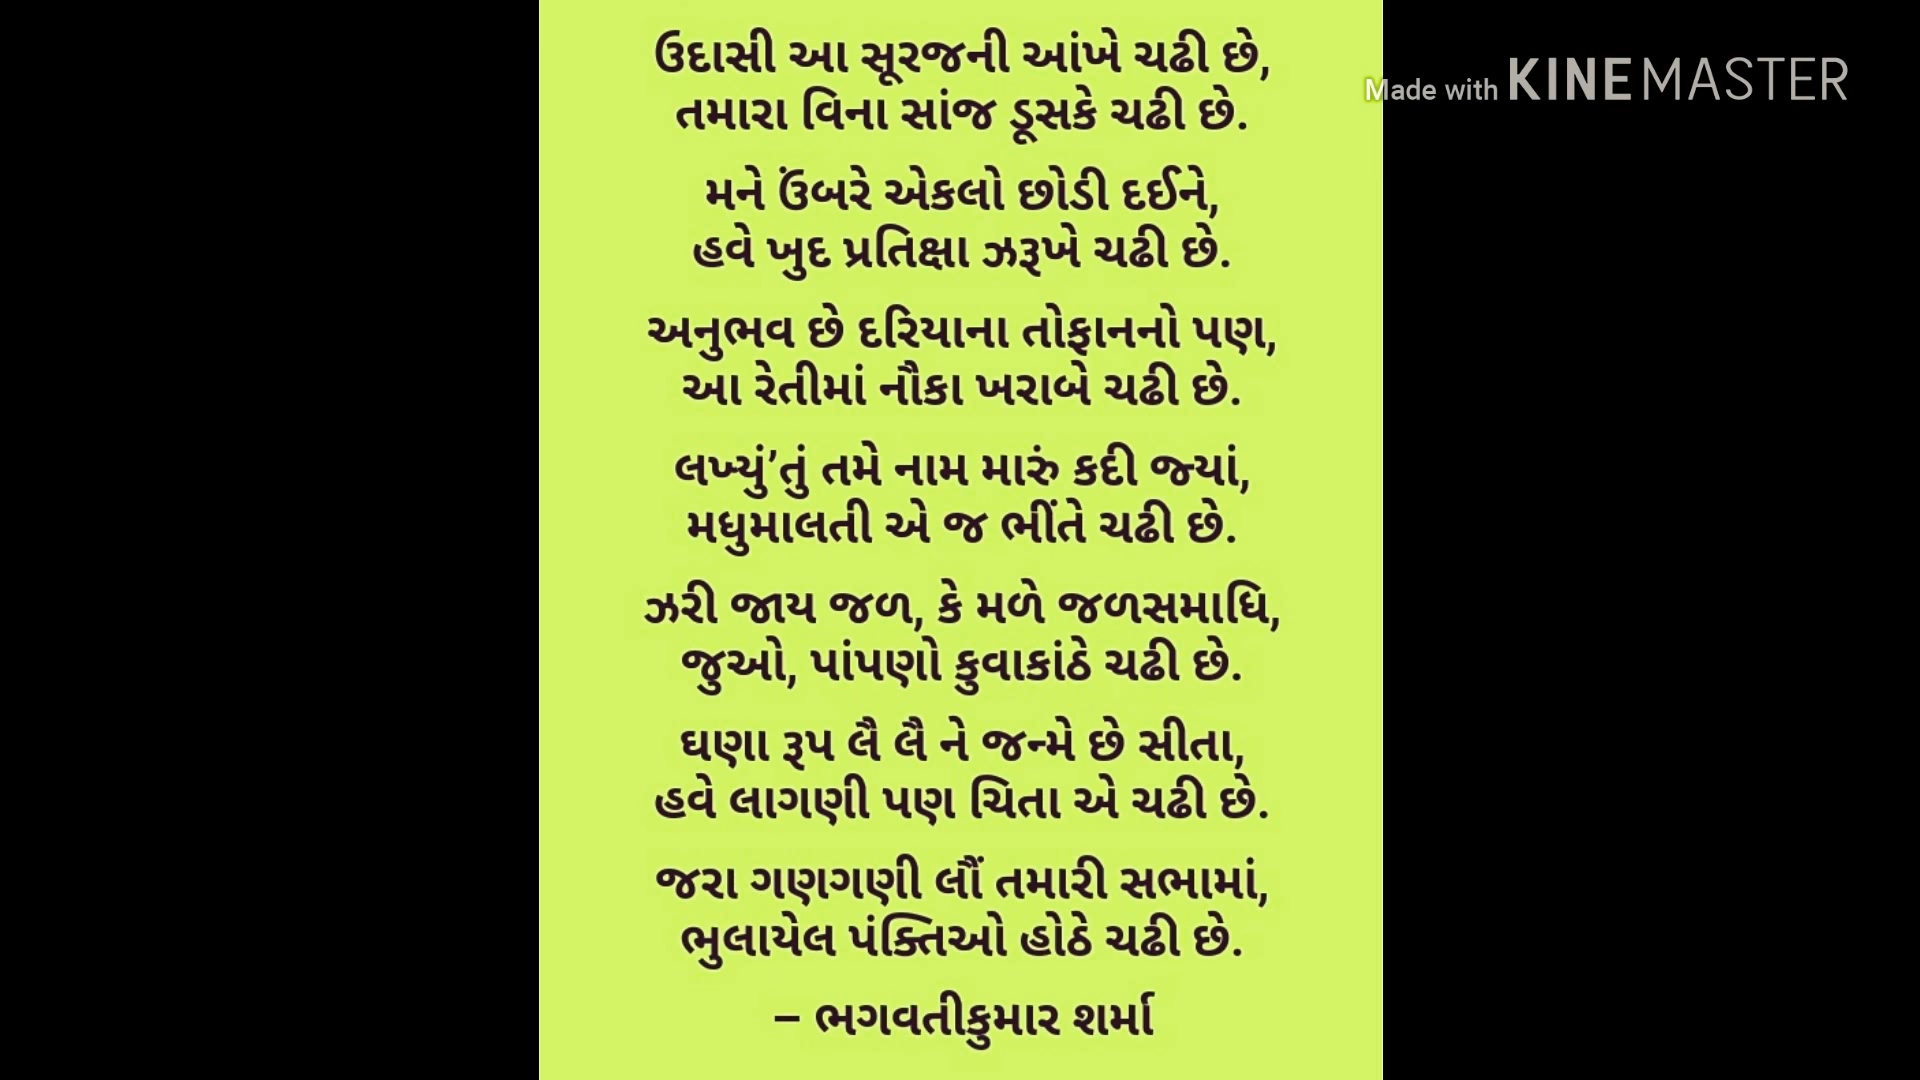 ઉદાસી આ સૂરજની આંખે ચઢી છે,
તમારા વિના સાંજ ડૂસકે ચઢી છે.
મને ઉંબરે એકલો છોડી દઈને,
હવે ખુદ પ્રતિક્ષા ઝરૂખે ચઢી છે.
અનુભવ છે દરિયાના તોફાનનો પણ,
આ રેતીમાં નૌકા ખરાબે ચઢી છે.
લખ્યું’તું તમે નામ મારું કદી જ્યાં,
મધુમાલતી એ જ ભીંતે ચઢી છે.
ઝરી જાય જળ, કે મળે જળસમાધિ,
જુઓ, પાંપણો કુવાકાંઠે ચઢી છે.
ઘણા રૂપ લૈ લૈ ને જન્મે છે સીતા,
હવે લાગણી પણ ચિતા એ ચઢી છે.
જરા ગણગણી લૌં તમારી સભામાં,
ભુલાયેલ પંક્તિઓ હોઠે ચઢી છે.
– ભગવતીકુમાર શર્મા
Made with KINEMASTER